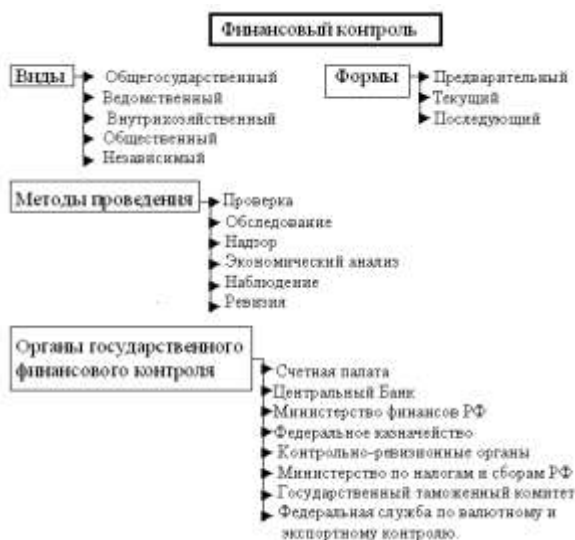 Финансовый контроль
Виды
Общегосударственный
Ведомственный
Внутрихозяйственный
Общественный
Независимый
Формы
Предварительный
Текущий
Последующий
Методы проведения
Проверка
Обследование
Надзор
Экономический анализ
Наблюдение
Ревизия
Органы государственного
финансового контроля
Счетная палата
Центральный Банк
Министерство финансов РФ
Федеральное казначейство
Контрольно-ревизионные органы
Министерство по налогам и сборам РФ
Государственный таможенный комитет
Федеральная служба по валютному и
экспортному контролю.